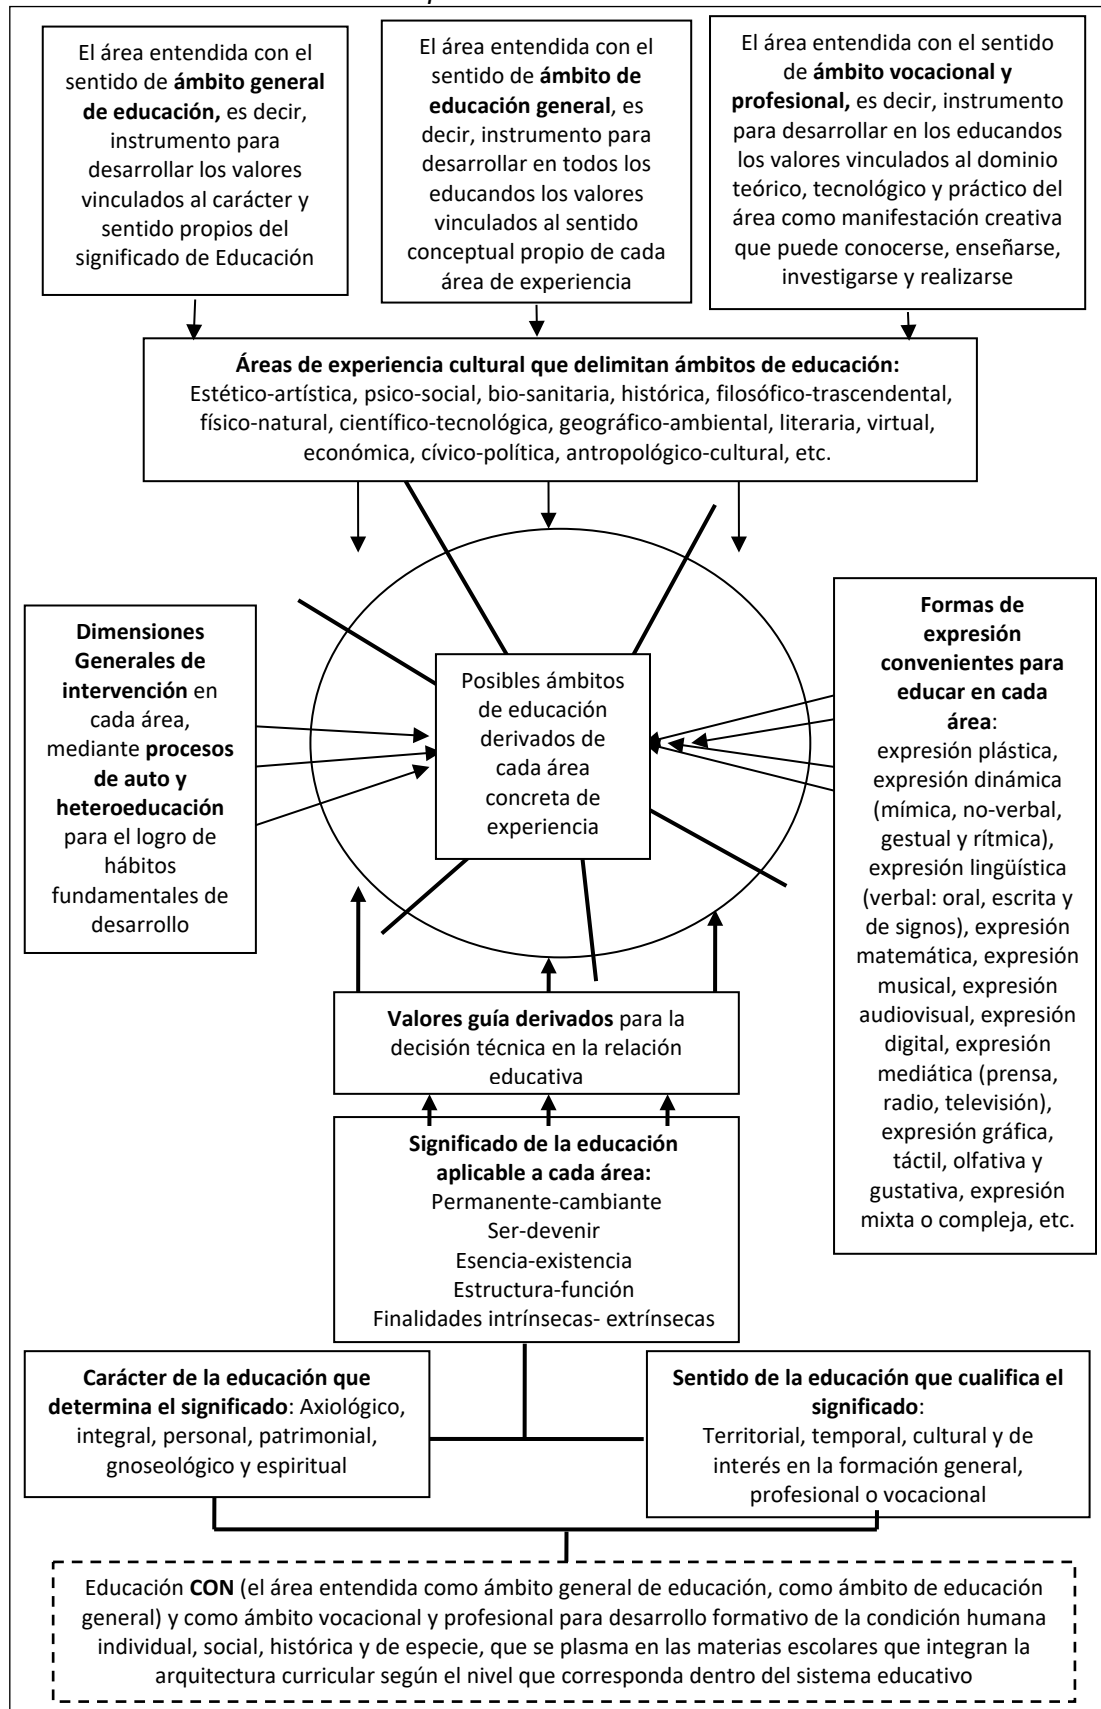 El área entendida con el
sentido de ámbito general
de educación, es decir,
instrumento para
desarrollar los valores
vinculados al carácter y
sentido propios del
significado de Educación
El área entendida con el
sentido de ámbito de
educación general, es
decir, instrumento para
desarrollar en todos los
educandos los valores
vinculados al sentido
conceptual propio de cada
área de experiencia
El área entendida con el sentido
de ámbito vocacional y
profesional, es decir, instrumento
para desarrollar en los educandos
los valores vinculados al dominio
teórico, tecnológico y práctico del
área como manifestación creativa
que puede conocerse, enseñarse,
investigarse y realizarse
Áreas de experiencia cultural que delimitan ámbitos de educación:
Estético-artística, psico-social, bio-sanitaria, histórica, filosófico-trascendental,
físico-natural, científico-tecnológica, geográfico-ambiental, literaria, virtual,
económica, cívico-política, antropológico-cultural, etc.
Dimensiones
Generales de
intervención en
cada área,
mediante procesos
de auto y
heteroeducación
para el logro de
hábitos
fundamentales de
desarrollo
Posibles ámbitos
de educación
derivados de
cada área
concreta de
experiencia
Formas de
expresión
convenientes para
educar en cada
área:
expresión plástica,
expresión dinámica
(mímica, no-verbal,
gestual y rítmica),
expresión lingüística
(verbal: oral, escrita y
de signos), expresión
matemática, expresión
musical, expresión
audiovisual, expresión
digital, expresión
mediática (prensa,
radio, televisión),
expresión gráfica,
táctil, olfativa y
gustativa, expresión
mixta o compleja, etc.
Valores guía derivados para la
decisión técnica en la relación
educativa
Significado de la educación
aplicable a cada área:
Permanente-cambiante
Ser-devenir
Esencia-existencia
Estructura-función
Finalidades intrínsecas- extrínsecas
Carácter de la educación que
determina el significado: Axiológico,
integral, personal, patrimonial,
gnoseológico y espiritual
Sentido de la educación que cualifica el
significado:
Territorial, temporal, cultural y de
interés en la formación general,
profesional o vocacional
Educación CON (el área entendida como ámbito general de educación, como ámbito de educación
general) y como ámbito vocacional y profesional para desarrollo formativo de la condición humana
individual, social, histórica y de especie, que se plasma en las materias escolares que integran la
arquitectura curricular según el nivel que corresponda dentro del sistema educativo